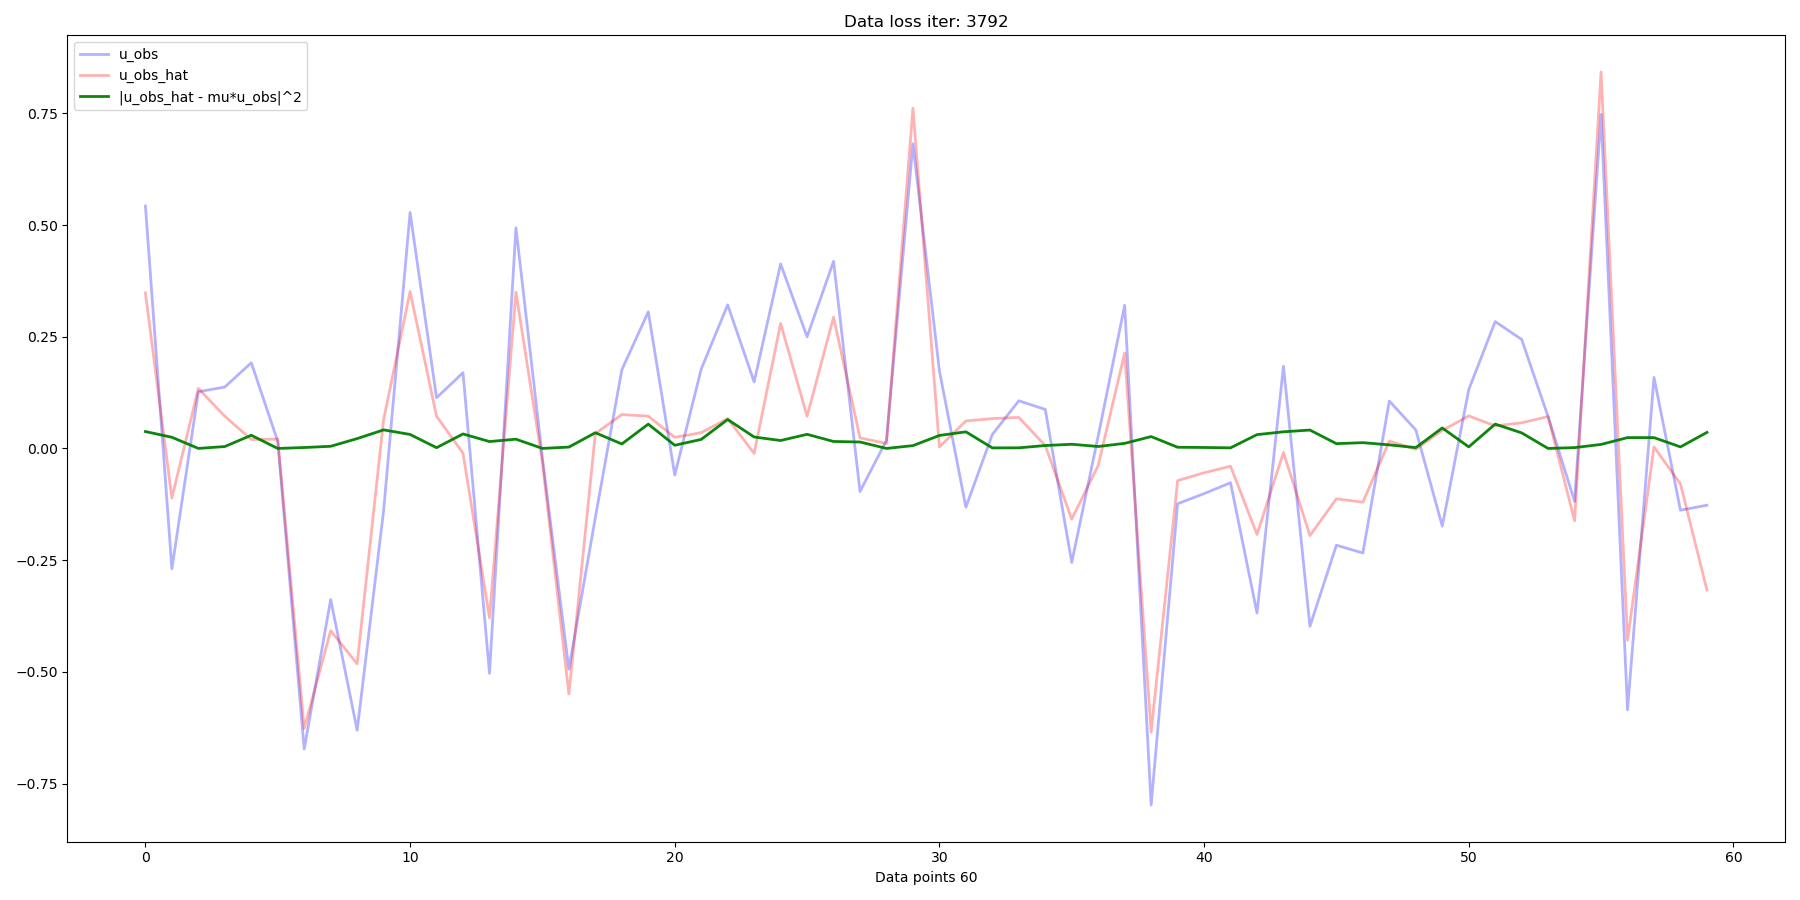 Data loss iter: 3792
u_obs
u_obs_hat
|u_obs_hat - mu*u_obs|^2
0.75
0.50
0.25
0.00
−0.25
−0.50
−0.75
0 10 20 30 40 50 60
Data points 60